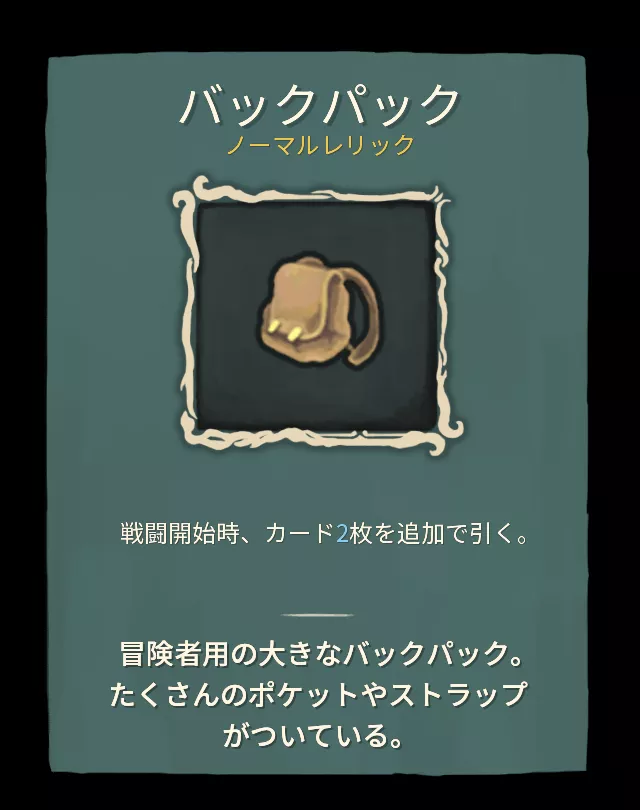 バックパック
ノーマルレリック
戦闘開始時、カード2枚を追加で引く。
冒険者用の大きなバックパック。
たくさんのポケットやストラップ
がついている。